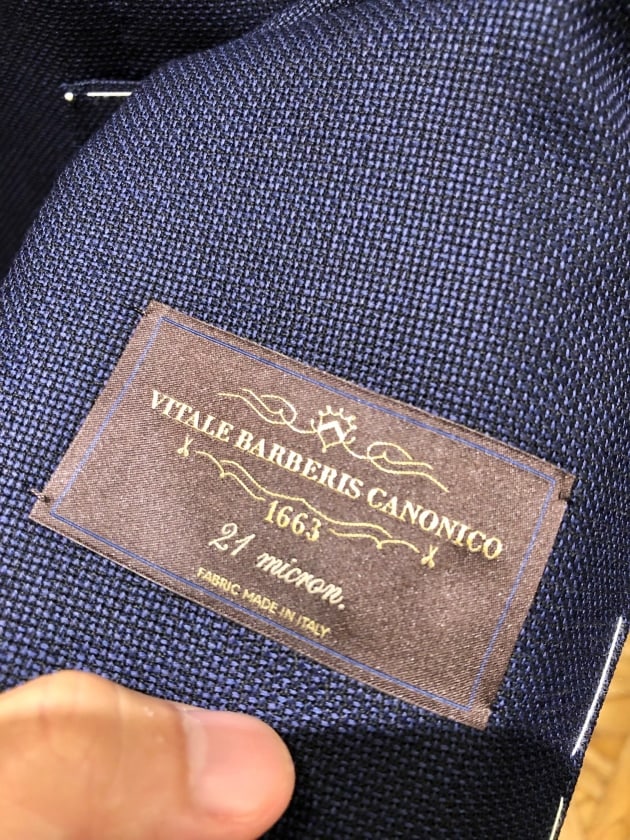 VITALE BARBERIS CANONICO
1663
21 micron.
FABRIC MADE IN ITALY